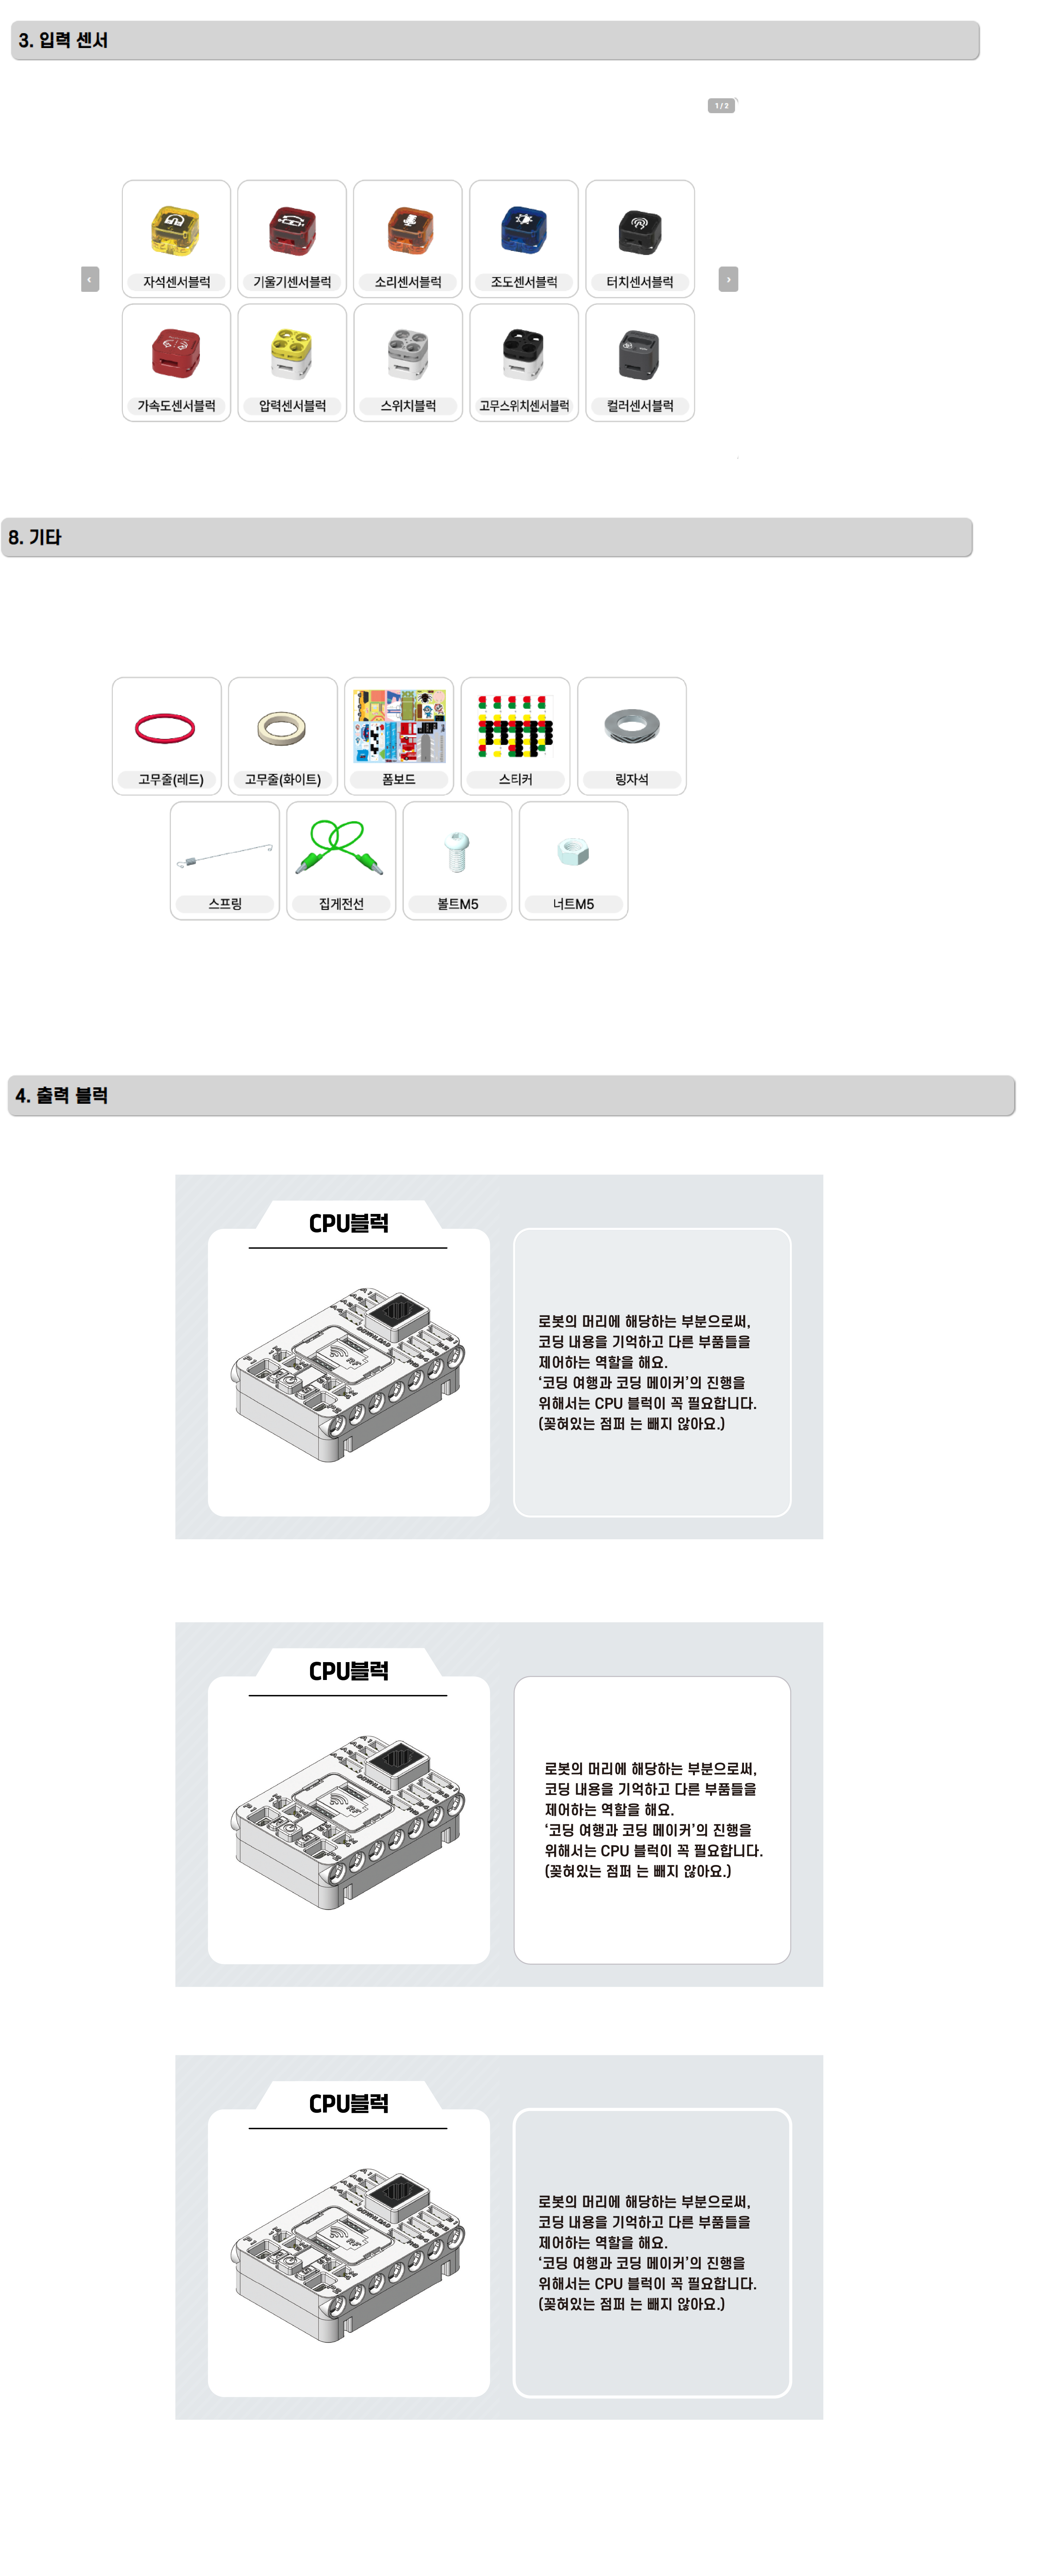 3. 입력 센서
1 / 2
자석센서블럭
기울기센서블럭
소리센서블럭
조도센서블럭
터치센서블럭
‹
›
가속도센서블럭
압력센서블럭
스위치블럭
고무스위치센서블럭
컬러센서블럭
8. 기타
고무줄(레드)
고무줄(화이트)
폼보드
스티커
링자석
스프링
집게전선
볼트M5
너트M5
4. 출력 블럭
CPU블럭
DOWNLOAD
로봇의 머리에 해당하는 부분으로써,
코딩 내용을 기억하고 다른 부품들을
제어하는 역할을 해요.
‘코딩 여행과 코딩 메이커’의 진행을
위해서는 CPU 블럭이 꼭 필요합니다.
(꽂혀있는 점퍼 는 빼지 않아요.)
CPU블럭
DOWNLOAD
로봇의 머리에 해당하는 부분으로써,
코딩 내용을 기억하고 다른 부품들을
제어하는 역할을 해요.
‘코딩 여행과 코딩 메이커’의 진행을
위해서는 CPU 블럭이 꼭 필요합니다.
(꽂혀있는 점퍼 는 빼지 않아요.)
CPU블럭
DOWNLOAD
로봇의 머리에 해당하는 부분으로써,
코딩 내용을 기억하고 다른 부품들을
제어하는 역할을 해요.
‘코딩 여행과 코딩 메이커’의 진행을
위해서는 CPU 블럭이 꼭 필요합니다.
(꽂혀있는 점퍼 는 빼지 않아요.)